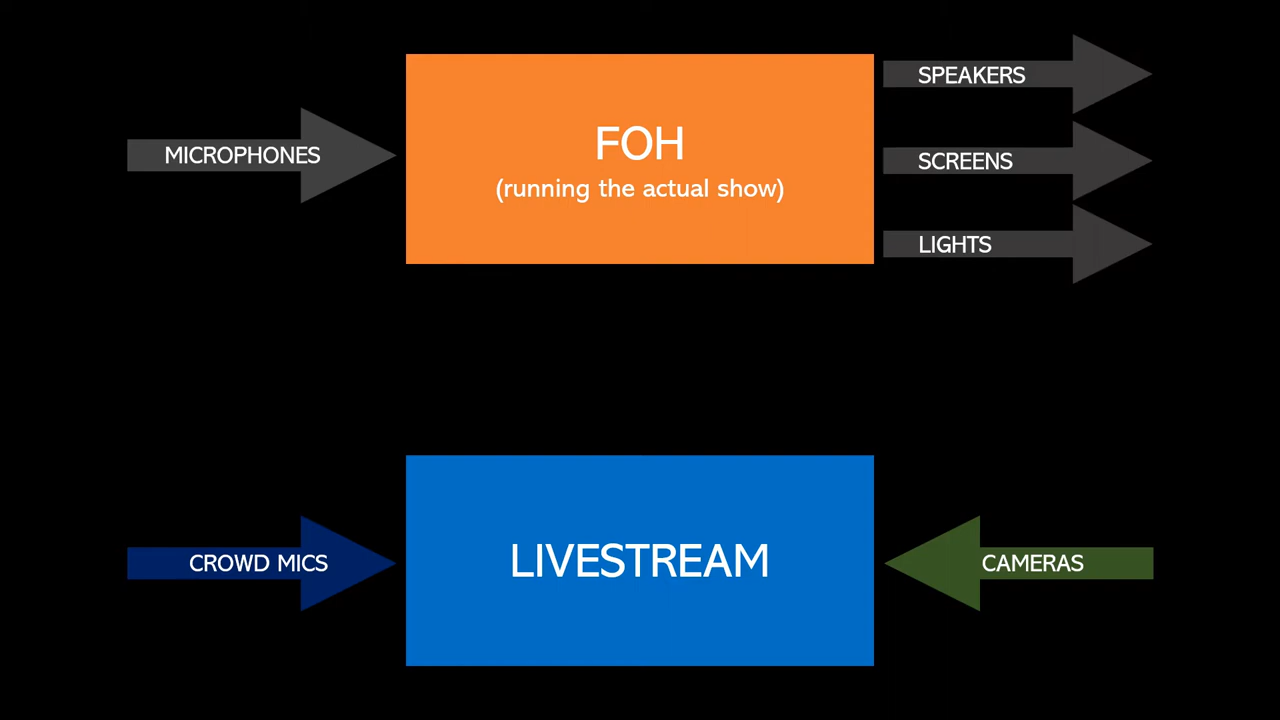 SPEAKERS
MICROPHONES
FOH
(running the actual show)
SCREENS
LIGHTS
CROWD MICS
LIVESTREAM
CAMERAS